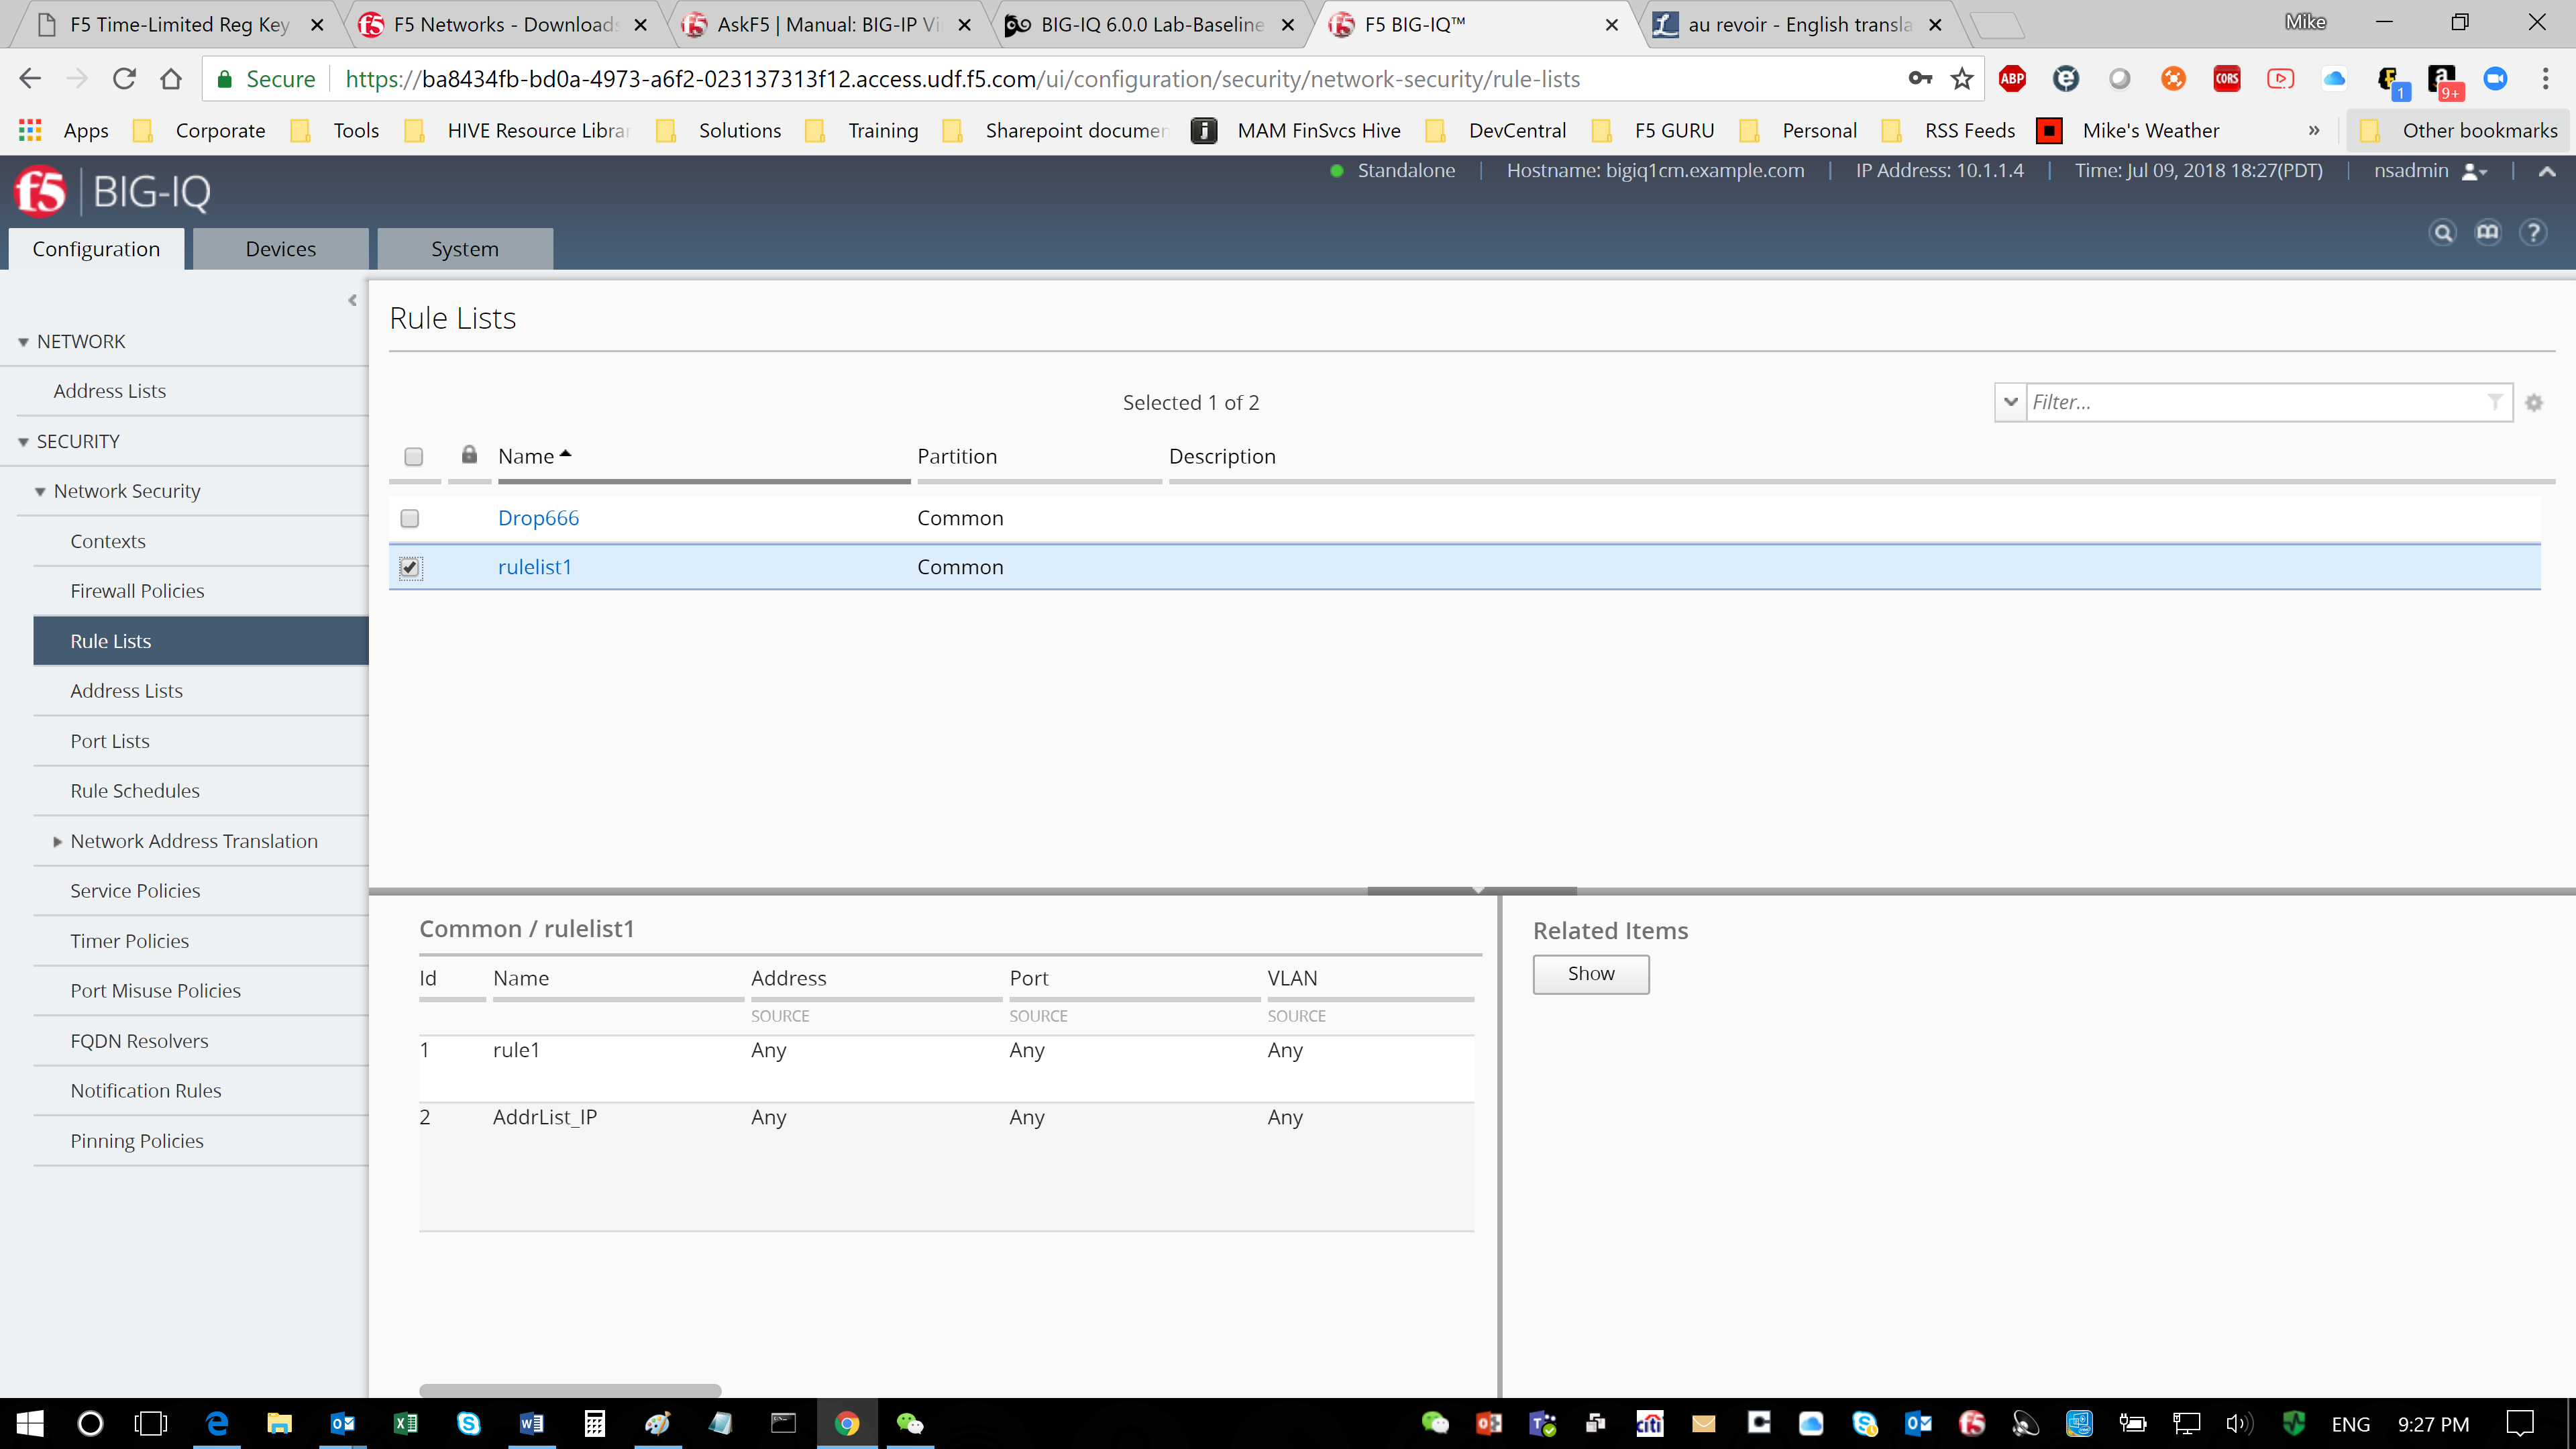 F5 Time-Limited Reg Key F5 Networks - Downloads AskF5 | Manual: BIG-IP Vi BIG-IQ 6.0.0 Lab-Baseline F5 BIG-IQ™ au revoir - English transla Mike
Secure https://ba8434fb-bd0a-4973-a6f2-023137313f12.access.udf.f5.com/ui/configuration/security/network-security/rule-lists ABP CORS 1 9+
Apps Corporate Tools HIVE Resource Librar Solutions Training Sharepoint documen MAM FinSvcs Hive DevCentral F5 GURU Personal RSS Feeds Mike's Weather » Other bookmarks
Standalone Hostname: bigiq1cm.example.com IP Address: 10.1.1.4 Time: Jul 09, 2018 18:27(PDT) nsadmin
f5 BIG-IQ
Configuration Devices System
NETWORK
Address Lists
SECURITY
Network Security
Contexts
Firewall Policies
Rule Lists
Address Lists
Port Lists
Rule Schedules
Network Address Translation
Service Policies
Timer Policies
Port Misuse Policies
FQDN Resolvers
Notification Rules
Pinning Policies
Rule Lists
Selected 1 of 2 Filter...
Name Partition Description
Drop666 Common
rulelist1 Common
Common / rulelist1
Id Name Address Port VLAN
SOURCE SOURCE SOURCE
1 rule1 Any Any Any
2 AddrList_IP Any Any Any
Related Items
Show
citi ENG 9:27 PM